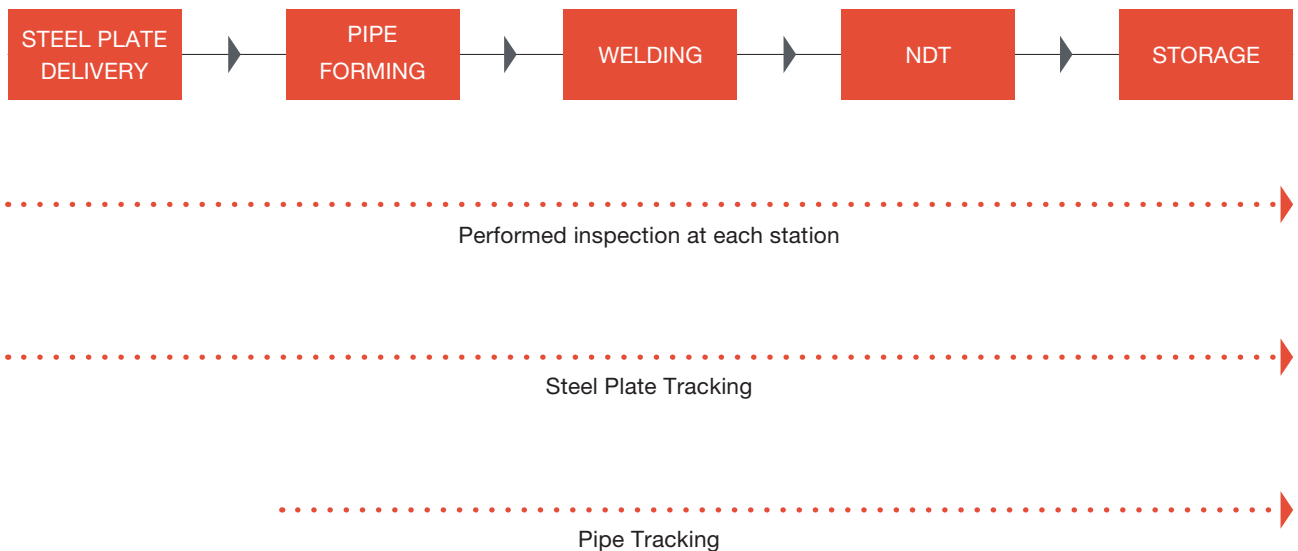 STEEL PLATE
DELIVERY
PIPE
FORMING
WELDING
NDT
STORAGE
Performed inspection at each station
Steel Plate Tracking
Pipe Tracking